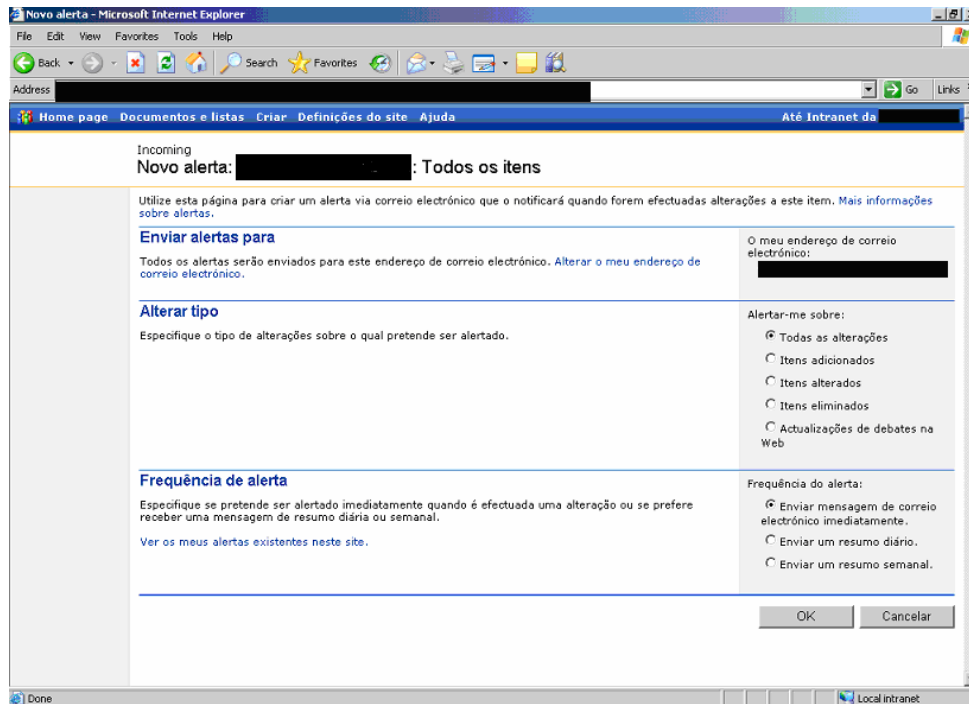 Novo alerta - Microsoft Internet Explorer
File Edit View Favorites Tools Help
Back Search Favorites
Address Go Links
Home page Documentos e listas Criar Definições do site Ajuda Até Intranet da
Incoming
Novo alerta: : Todos os itens
Utilize esta página para criar um alerta via correio electrónico que o notificará quando forem efectuadas alterações a este item. Mais informações
sobre alertas.
Enviar alertas para
Todos os alertas serão enviados para este endereço de correio electrónico. Alterar o meu endereço de
correio electrónico.
O meu endereço de correio
electrónico:
Alterar tipo
Especifique o tipo de alterações sobre o qual pretende ser alertado.
Alertar-me sobre:
Todas as alterações
Itens adicionados
Itens alterados
Itens eliminados
Actualizações de debates na
Web
Frequência de alerta
Especifique se pretende ser alertado imediatamente quando é efectuada uma alteração ou se prefere
receber uma mensagem de resumo diária ou semanal.
Ver os meus alertas existentes neste site.
Frequência do alerta:
Enviar mensagem de correio
electrónico imediatamente.
Enviar um resumo diário.
Enviar um resumo semanal.
OK Cancelar
Done Local intranet